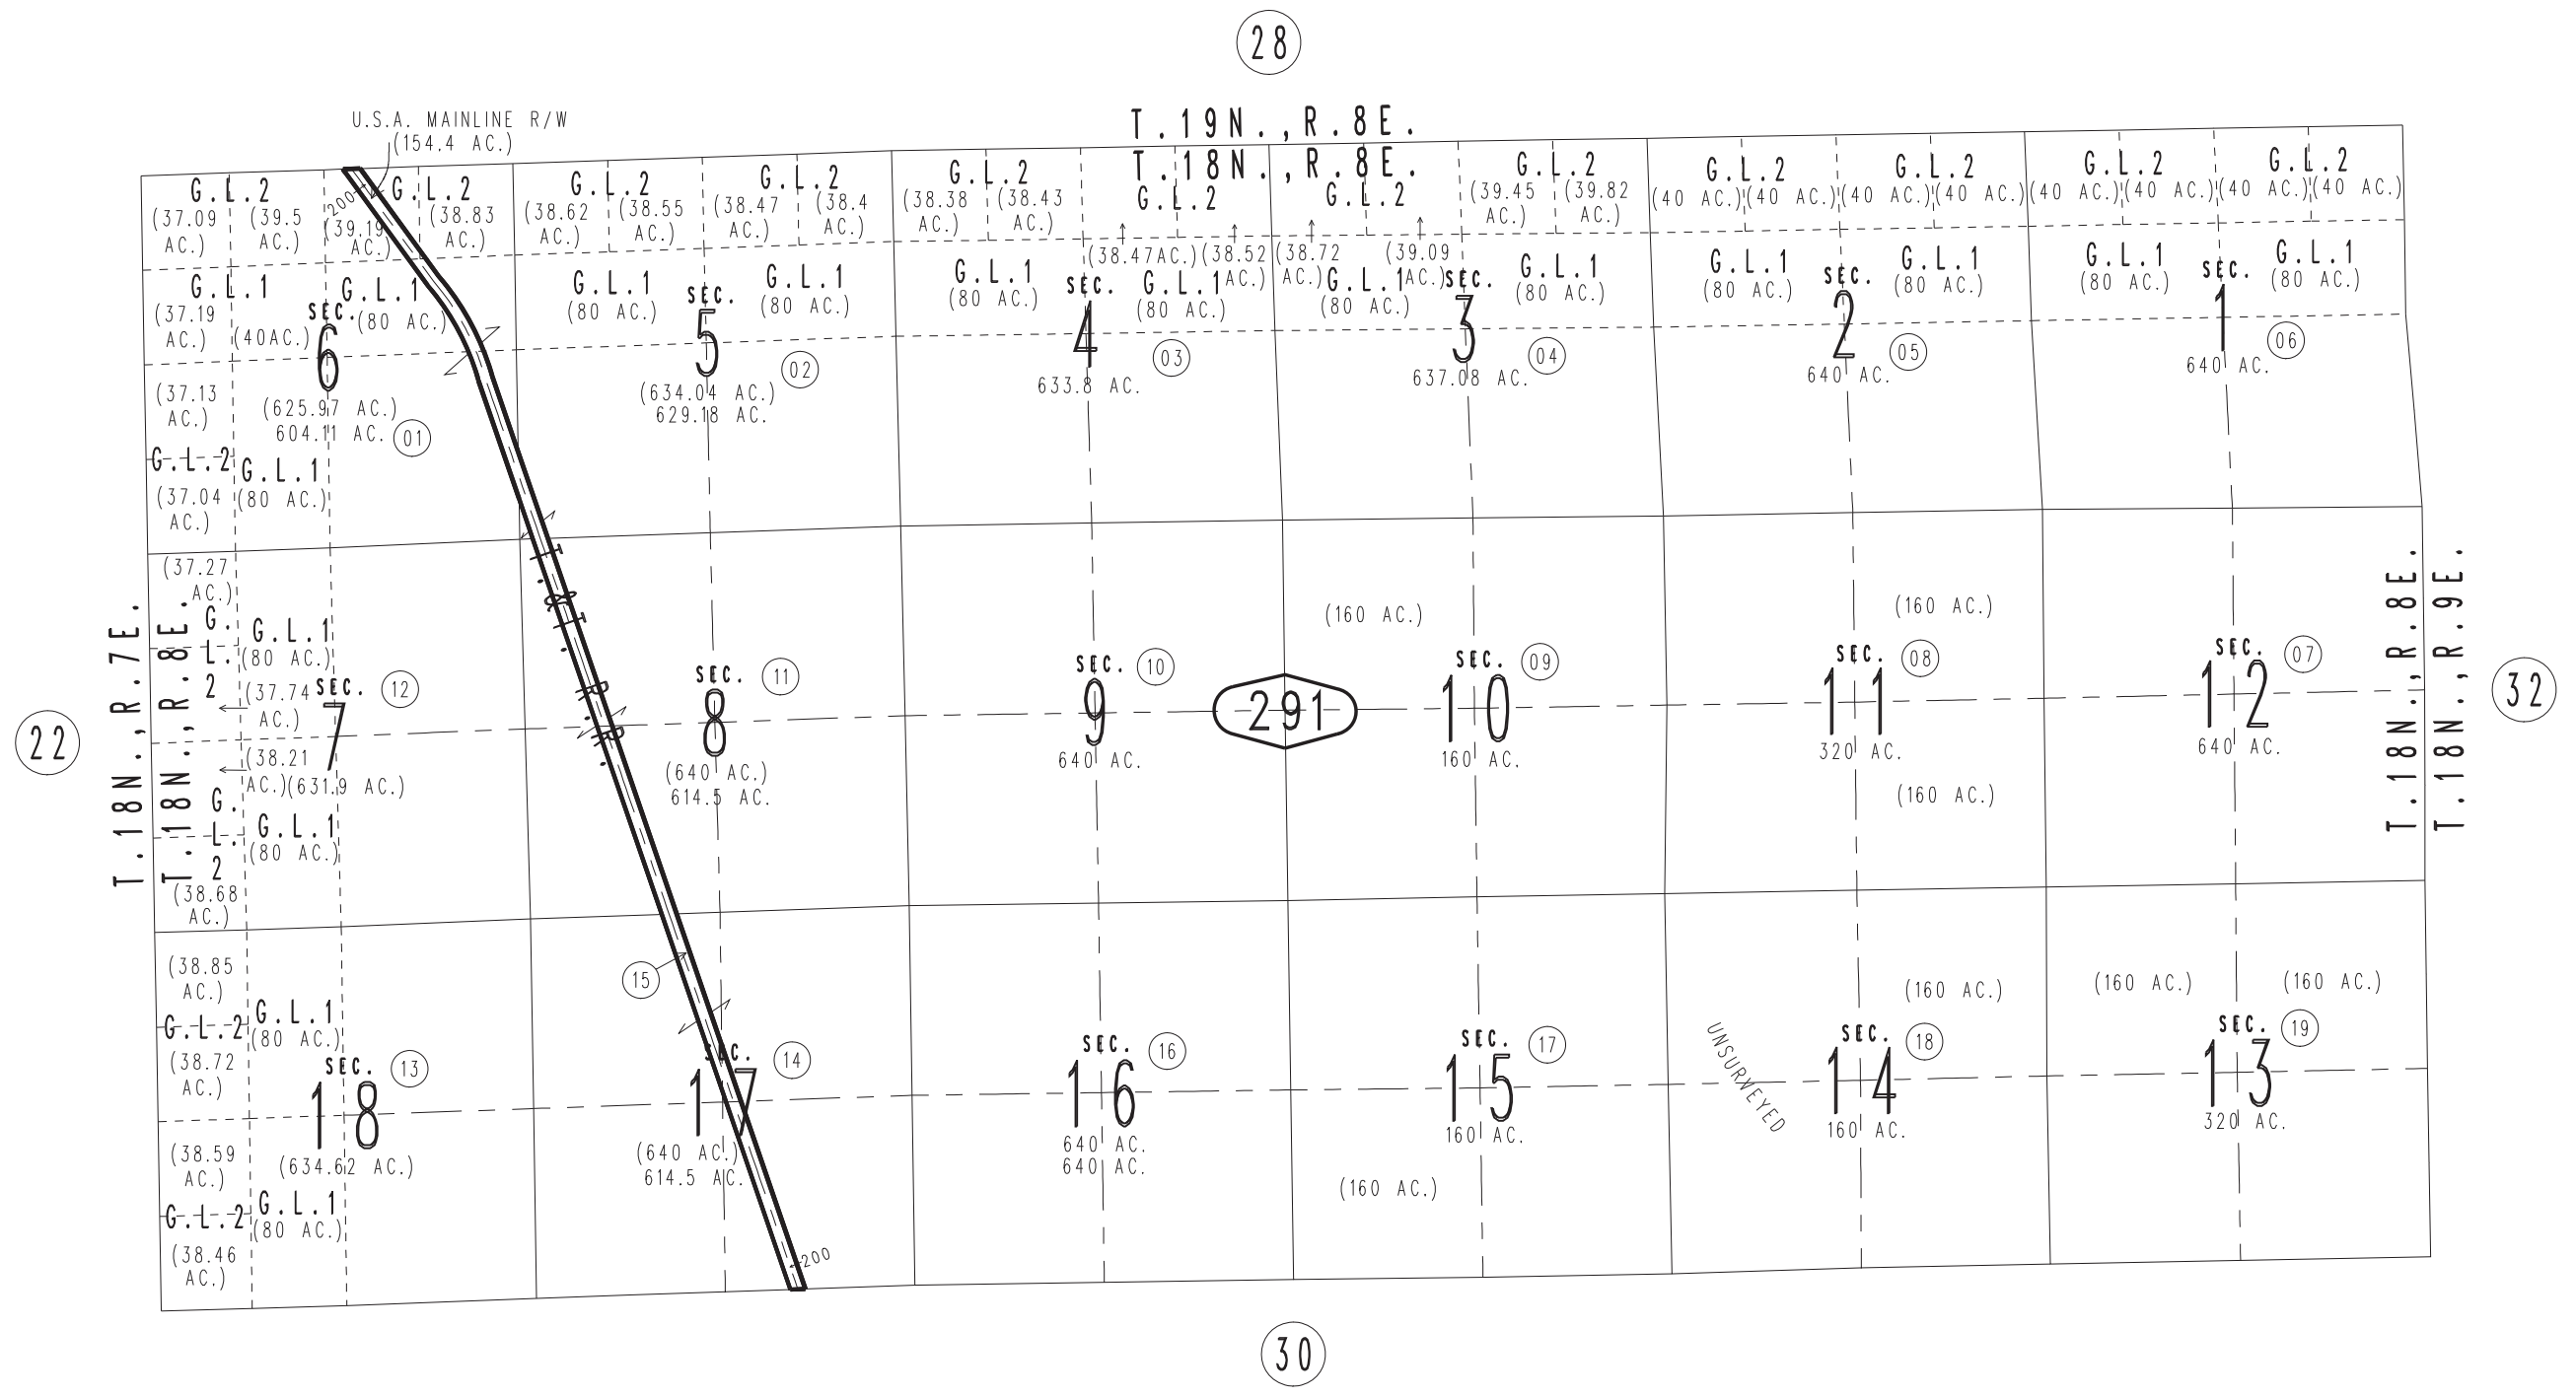 28
U.S.A. MAINLINE R/W
(154.4 AC.)
T.19N.,R.8E.
T.18N.,R.8E.
G.L.2
(37.09 AC.)
(39.5 AC.)
200
G.L.2
(39.19 AC.)
(38.83 AC.)
G.L.2
(38.62 AC.)
(38.55 AC.)
G.L.2
(38.47 AC.)
(38.4 AC.)
G.L.2
(38.38 AC.)
(38.43 AC.)
G.L.2
(38.47AC.)
(38.52 AC.)
G.L.2
(38.72 AC.)
(39.09 AC.)
G.L.2
(39.45 AC.)
(39.82 AC.)
G.L.2
(40 AC.)
(40 AC.)
G.L.2
(40 AC.)
(40 AC.)
G.L.2
(40 AC.)
(40 AC.)
G.L.2
(40 AC.)
(40 AC.)
G.L.1
(37.19 AC.)
(40AC.)
G.L.1
(80 AC.)
SEC.
6
(625.97 AC.)
604.11 AC.
01
(37.13 AC.)
G.L.2
(37.04 AC.)
G.L.1
(80 AC.)
G.L.1
(80 AC.)
G.L.1
(80 AC.)
SEC.
5
02
(634.04 AC.)
629.18 AC.
G.L.1
(80 AC.)
G.L.1
(80 AC.)
SEC.
4
03
633.8 AC.
G.L.1
(80 AC.)
G.L.1
(80 AC.)
SEC.
3
04
637.08 AC.
G.L.1
(80 AC.)
G.L.1
(80 AC.)
SEC.
2
05
640 AC.
G.L.1
(80 AC.)
G.L.1
(80 AC.)
SEC.
1
06
640 AC.
22
T.18N.,R.7E.
T.18N.,R.8E.
(37.27 AC.)
G.
L.
2
G.L.1
(80 AC.)
(37.74 AC.)
SEC.
7
12
(38.21 AC.)
(631.9 AC.)
G.
L.
2
G.L.1
(80 AC.)
(38.68 AC.)
T.&T. R.R.
SEC.
8
11
(640 AC.)
614.5 AC.
SEC.
9
10
640 AC.
291
(160 AC.)
SEC.
10
09
160 AC.
(160 AC.)
SEC.
11
08
320 AC.
(160 AC.)
SEC.
12
07
640 AC.
T.18N.,R.8E.
T.18N.,R.9E.
32
(38.85 AC.)
G.L.2
(38.72 AC.)
G.L.1
(80 AC.)
SEC.
18
13
(634.62 AC.)
(38.59 AC.)
G.L.2
(38.46 AC.)
G.L.1
(80 AC.)
15
SEC.
17
14
(640 AC.)
614.5 AC.
200
SEC.
16
16
640 AC.
640 AC.
SEC.
15
17
160 AC.
(160 AC.)
UNSURVEYED
(160 AC.)
SEC.
14
18
160 AC.
(160 AC.)
(160 AC.)
SEC.
13
19
320 AC.
30